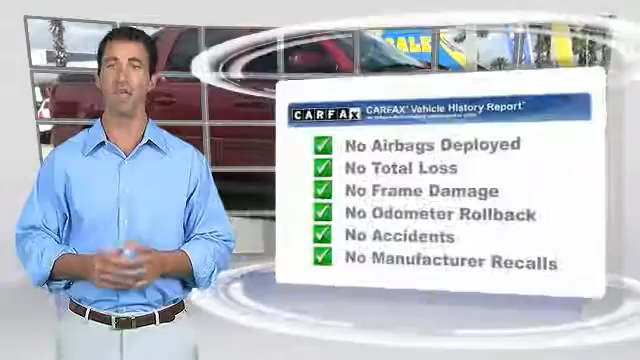 SALE
CARFAX CARFAX Vehicle History Report
No Airbags Deployed
No Total Loss
No Frame Damage
No Odometer Rollback
No Accidents
No Manufacturer Recalls